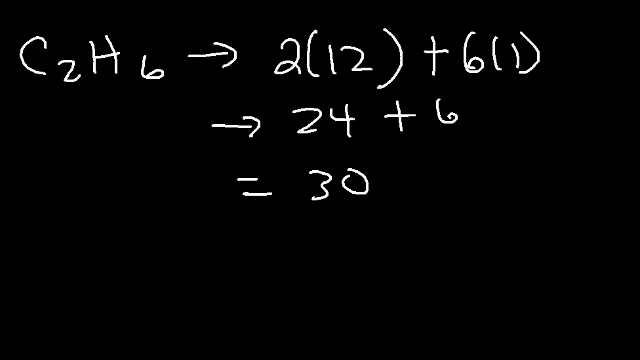 C₂H₆ → 2(12) + 6(1)
→ 24 + 6
= 30